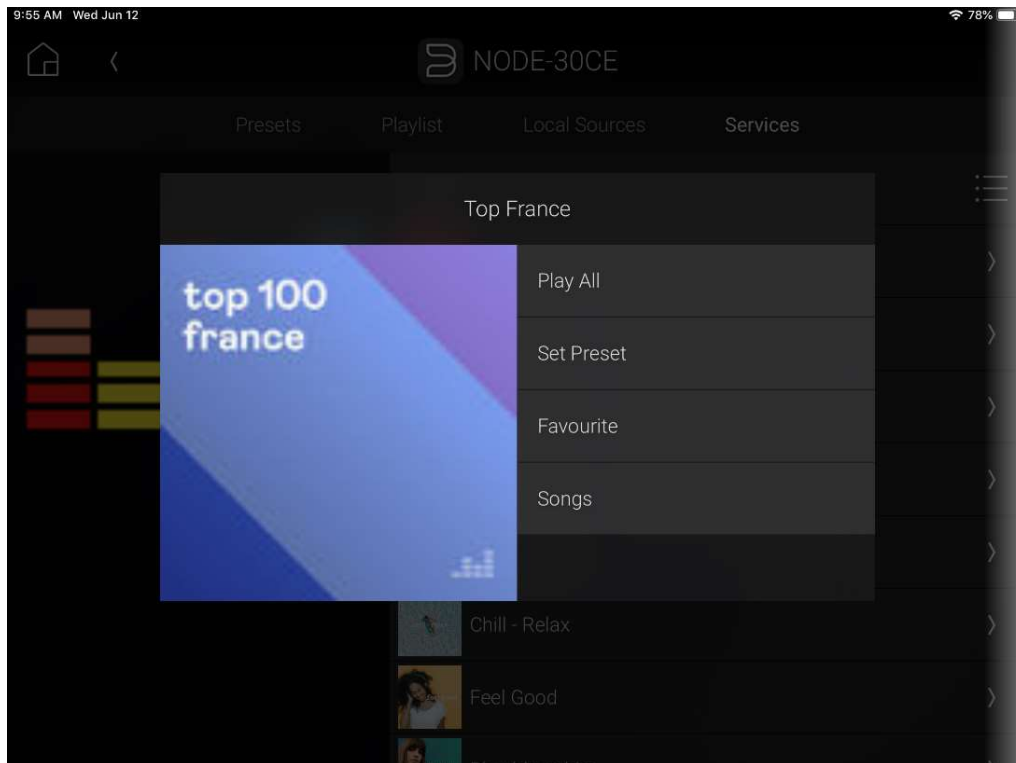 9:55 AM Wed Jun 12
78%
NODE-30CE
Presets Playlist Local Sources Services
Top France
top 100
france
Play All
Set Preset
Favourite
Songs
Chill - Relax
Feel Good